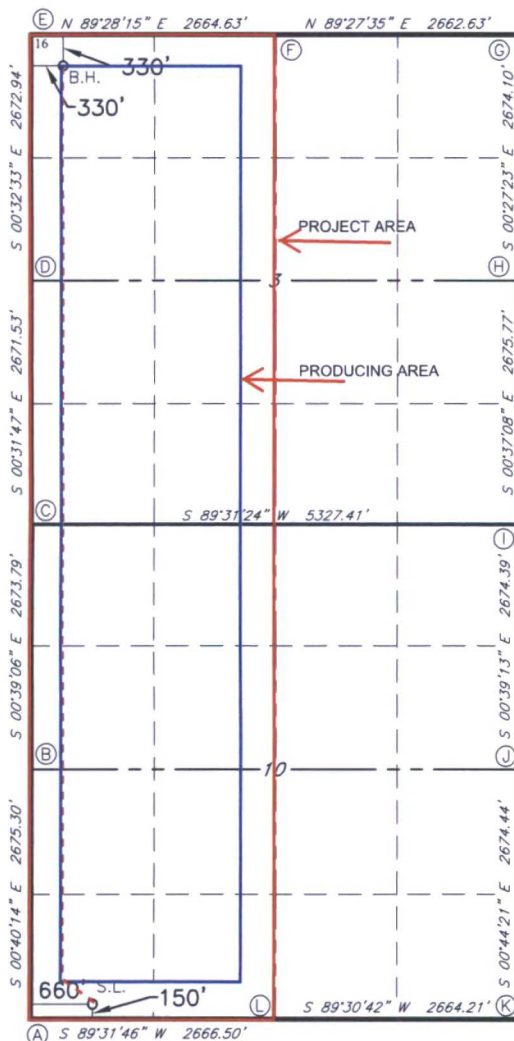 E N 89°28'15" E 2664.63' N 89°27'35" E 2662.63'
16
330'
F
G
B.H.
330'
S 00°32'33" E 2672.94'
S 00°27'23" E 2674.10'
PROJECT AREA
D
3
H
S 00°31'47" E 2671.53'
S 00°37'08" E 2675.77'
PRODUCING AREA
C
S 89°31'24" W 5327.41'
I
S 00°39'06" E 2673.79'
S 00°39'13" E 2674.39'
B
10
J
S 00°40'14" E 2675.30'
S 00°44'21" E 2674.44'
660'
S.L.
150'
L
S 89°30'42" W 2664.21'
K
A S 89°31'46" W 2666.50'